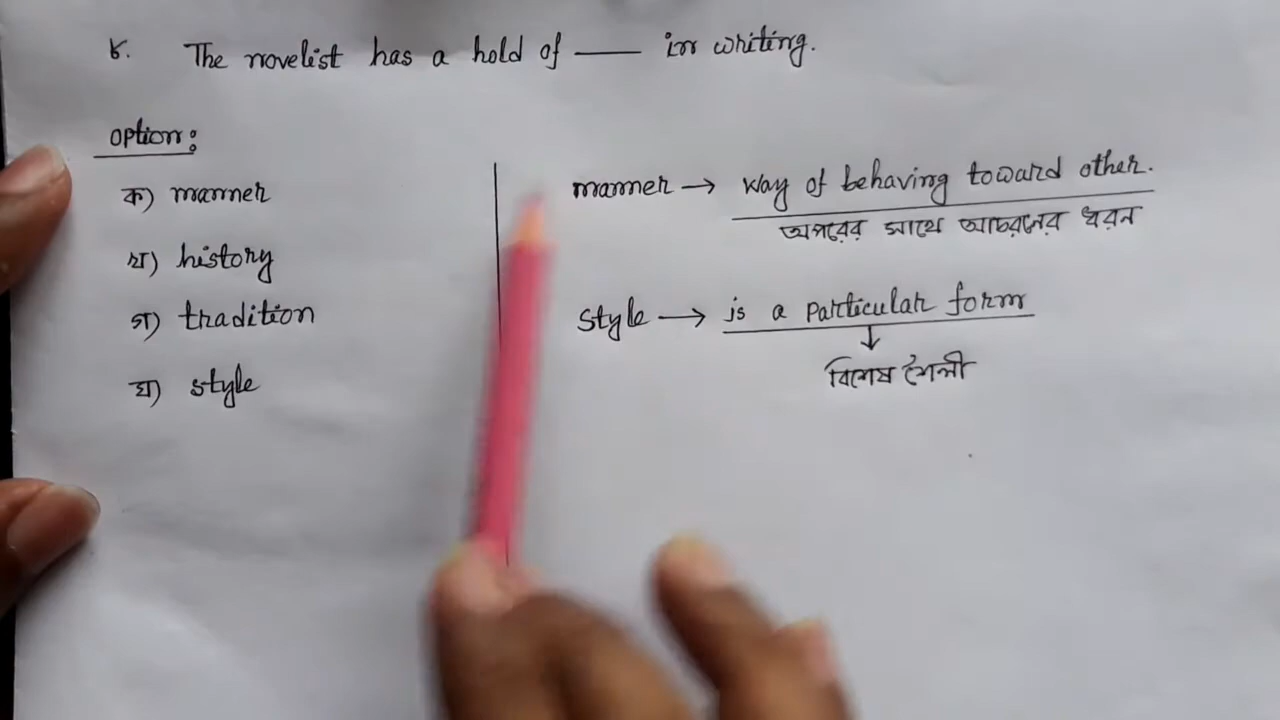 ৮. The novelist has a hold of —— in writing.
option:
ক) manner
খ) history
গ) tradition
ঘ) style
manner → way of behaving toward other.
অপরের সাথে আচরনের ধরন
style → is a particular form
↓
বিশেষ শৈলী